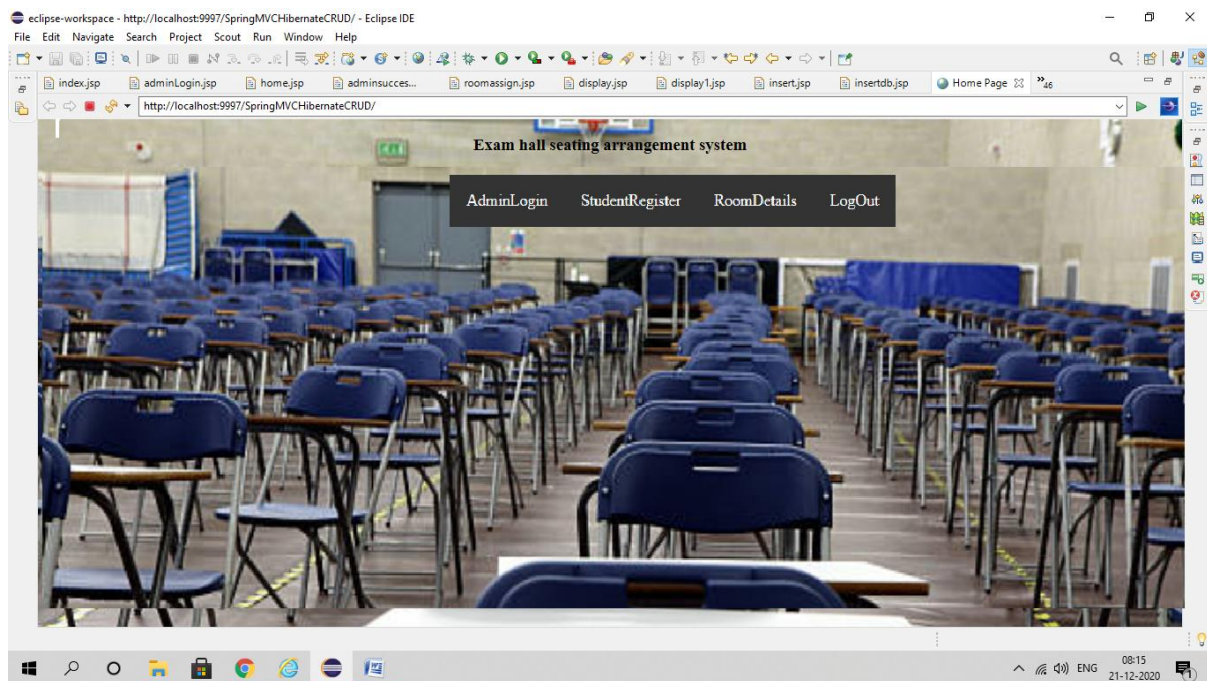 eclipse-workspace - http://localhost:9997/SpringMVCHibernateCRUD/ - Eclipse IDE
File Edit Navigate Search Project Scout Run Window Help
index.jsp adminLogin.jsp home.jsp adminsucces... roomassign.jsp display.jsp display1.jsp insert.jsp insertdb.jsp Home Page »46
http://localhost:9997/SpringMVCHibernateCRUD/
Exam hall seating arrangement system
AdminLogin StudentRegister RoomDetails LogOut
ENG 08:15
21-12-2020
1